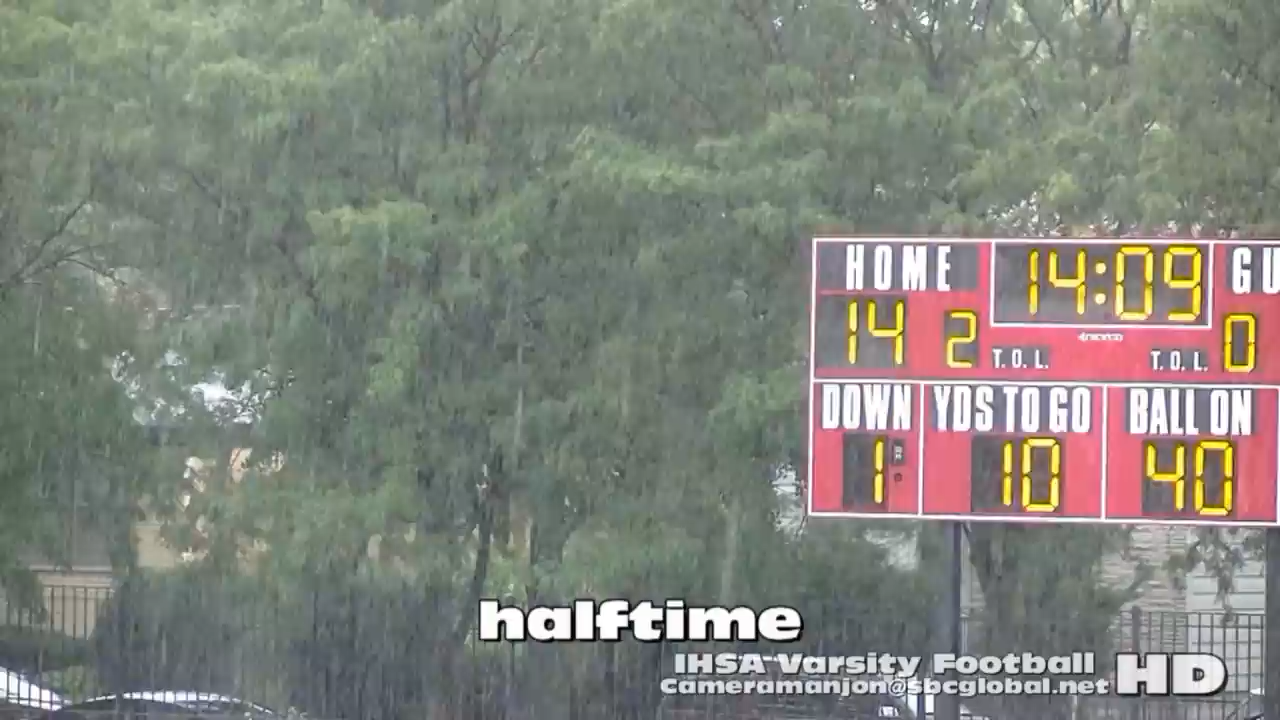 HOME 14:09 GU
14 2 T.O.L. T.O.L. 0
DOWN YDS TO GO BALL ON
1 10 40
halftime
IHSA Varsity Football
cameramanjon@sbcglobal.net HD